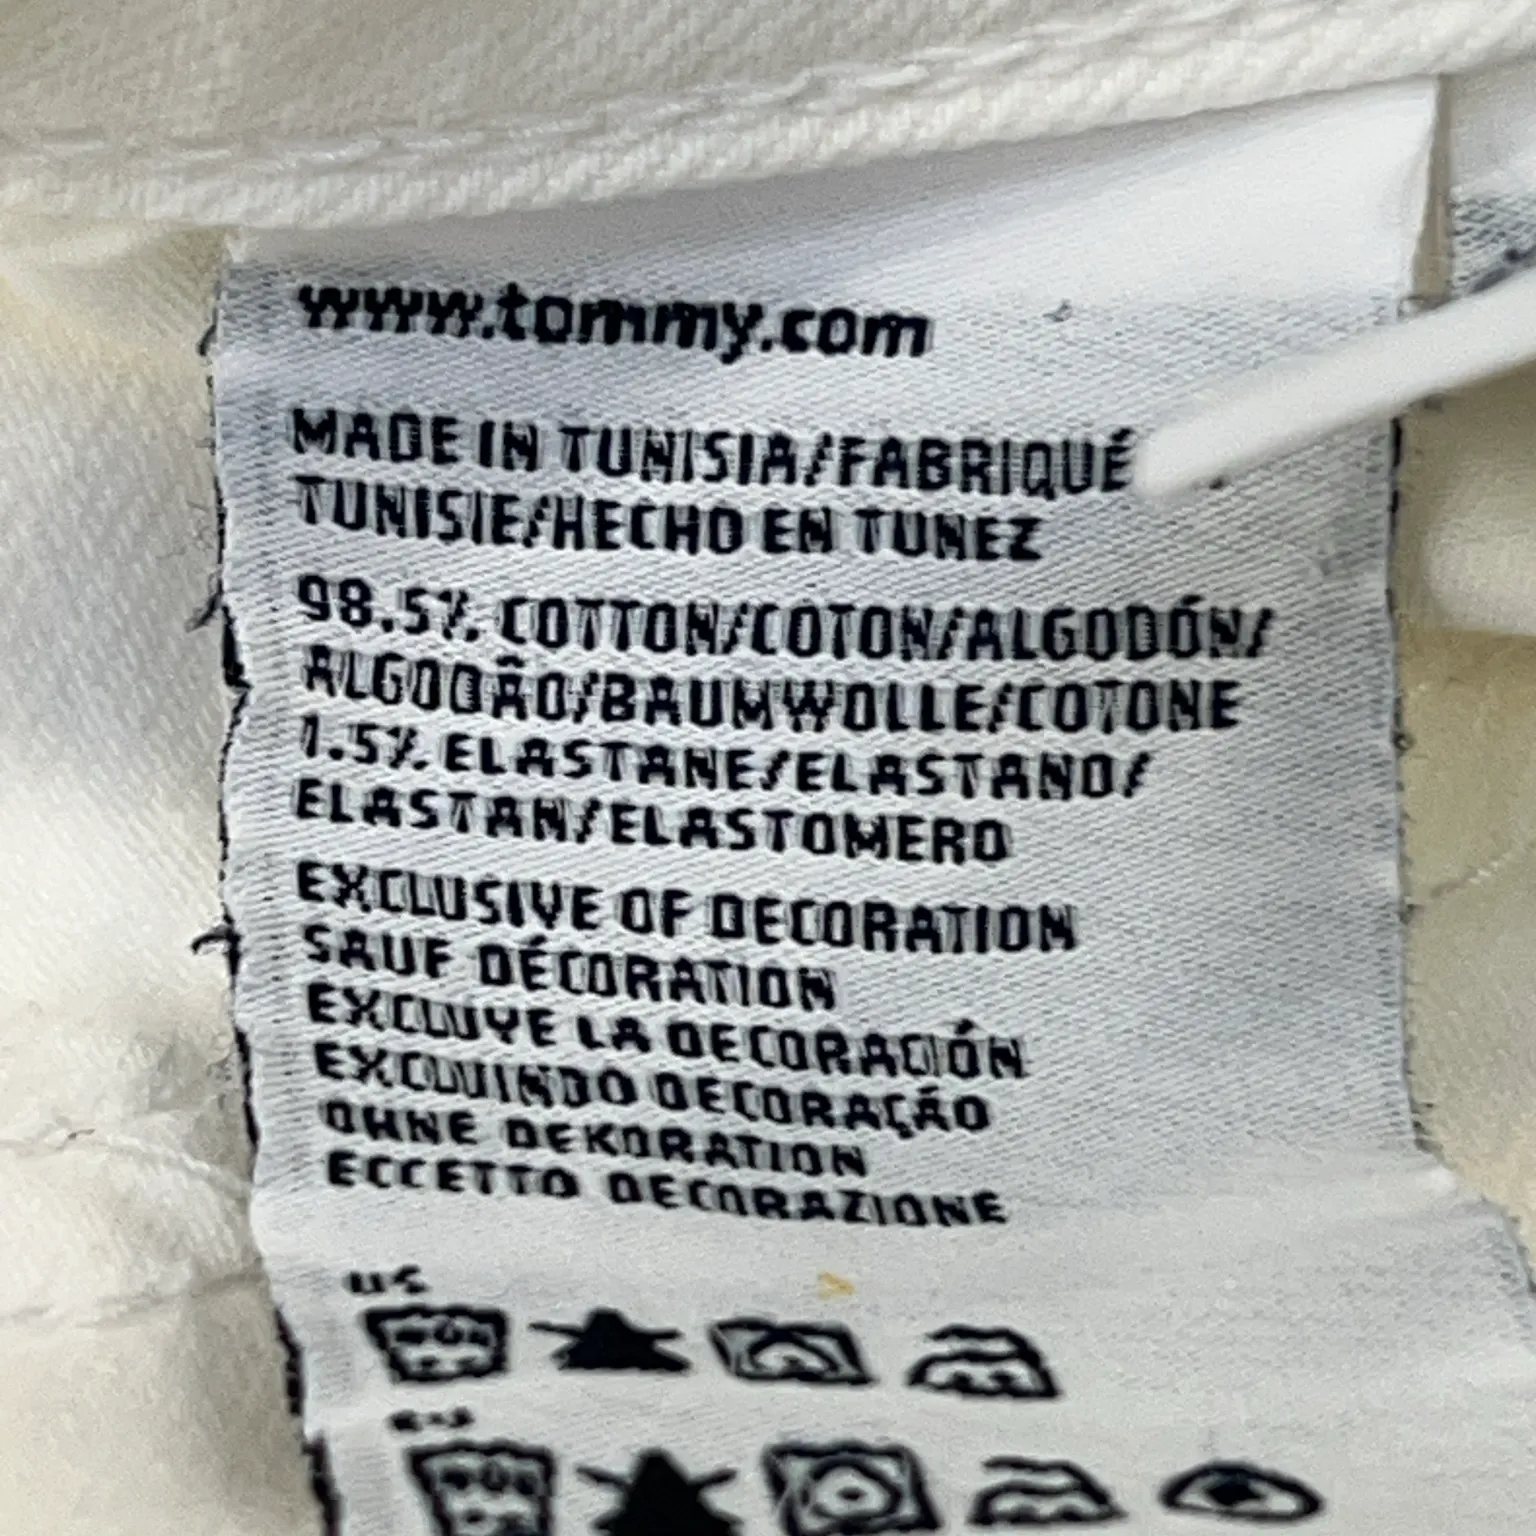 www.tommy.com
MADE IN TUNISIA/FABRIQUÉ
TUNISIE/HECHO EN TUNEZ
98.5% COTTON/COTON/ALGODÓN/
ALGODÃO/BAUMWOLLE/COTONE
1.5% ELASTANE/ELASTANO/
ELASTAN/ELASTOMERO
EXCLUSIVE OF DECORATION
SAUF DÉCORATION
EXCLUYE LA DECORACIÓN
EXCLUINDO DECORAÇÃO
OHNE DEKORATION
ECCETTO DECORAZIONE
US